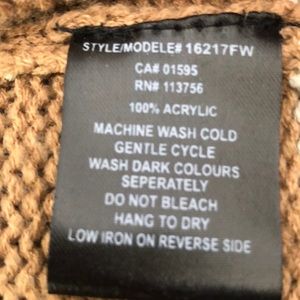 STYLE/MODELE# 16217FW
CA# 01595
RN# 113756
100% ACRYLIC
MACHINE WASH COLD
GENTLE CYCLE
WASH DARK COLOURS
SEPERATELY
DO NOT BLEACH
HANG TO DRY
LOW IRON ON REVERSE SIDE